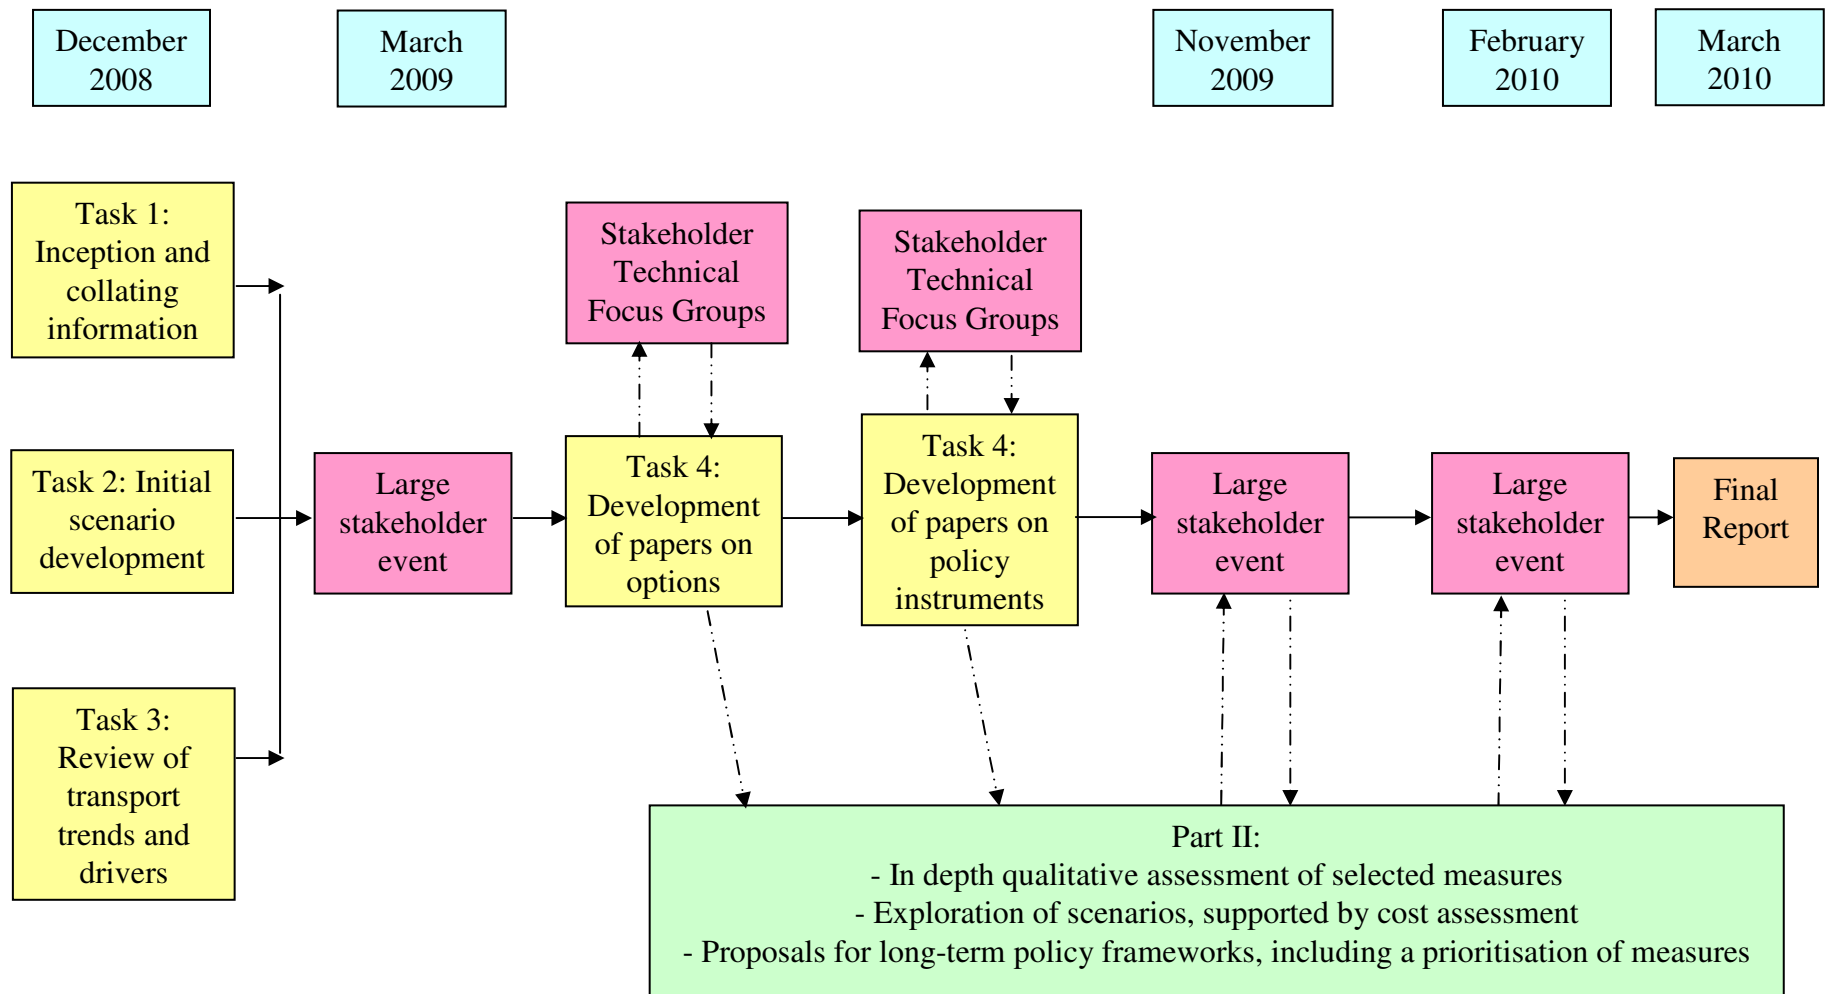 December
2008
March
2009
November
2009
February
2010
March
2010
Task 1:
Inception and
collating
information
Stakeholder
Technical
Focus Groups
Stakeholder
Technical
Focus Groups
Task 2: Initial
scenario
development
Large
stakeholder
event
Task 4:
Development
of papers on
options
Task 4:
Development
of papers on
policy
instruments
Large
stakeholder
event
Large
stakeholder
event
Final
Report
Task 3:
Review of
transport
trends and
drivers
Part II:
- In depth qualitative assessment of selected measures
- Exploration of scenarios, supported by cost assessment
- Proposals for long-term policy frameworks, including a prioritisation of measures